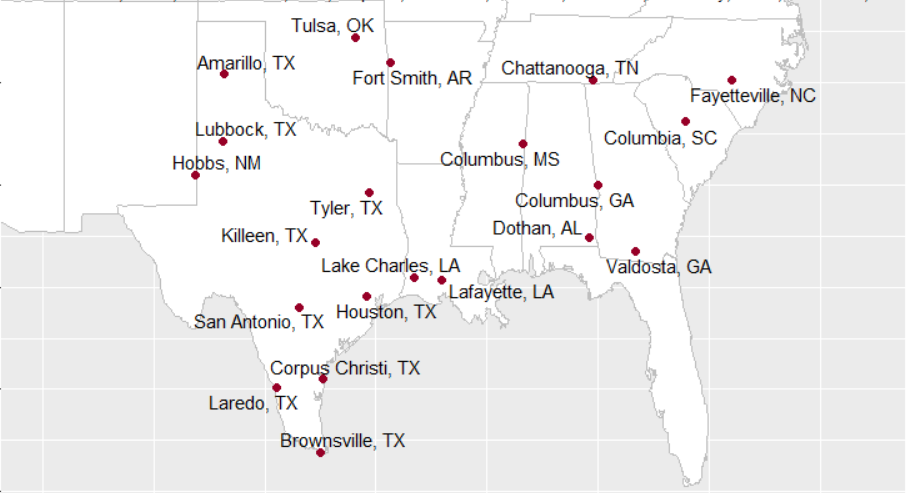 Tulsa, OK
Amarillo, TX
Fort Smith, AR
Chattanooga, TN
Fayetteville, NC
Lubbock, TX
Columbia, SC
Hobbs, NM
Columbus, MS
Tyler, TX
Columbus, GA
Killeen, TX
Dothan, AL
Lake Charles, LA
Valdosta, GA
Lafayette, LA
San Antonio, TX
Houston, TX
Corpus Christi, TX
Laredo, TX
Brownsville, TX